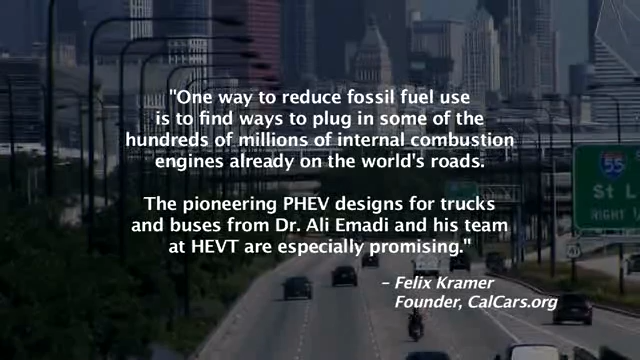 "One way to reduce fossil fuel use
is to find ways to plug in some of the
hundreds of millions of internal combustion
engines already on the world's roads.
The pioneering PHEV designs for trucks
and buses from Dr. Ali Emadi and his team
at HEVT are especially promising."
– Felix Kramer
Founder, CalCars.org
55
St L
RIGHT